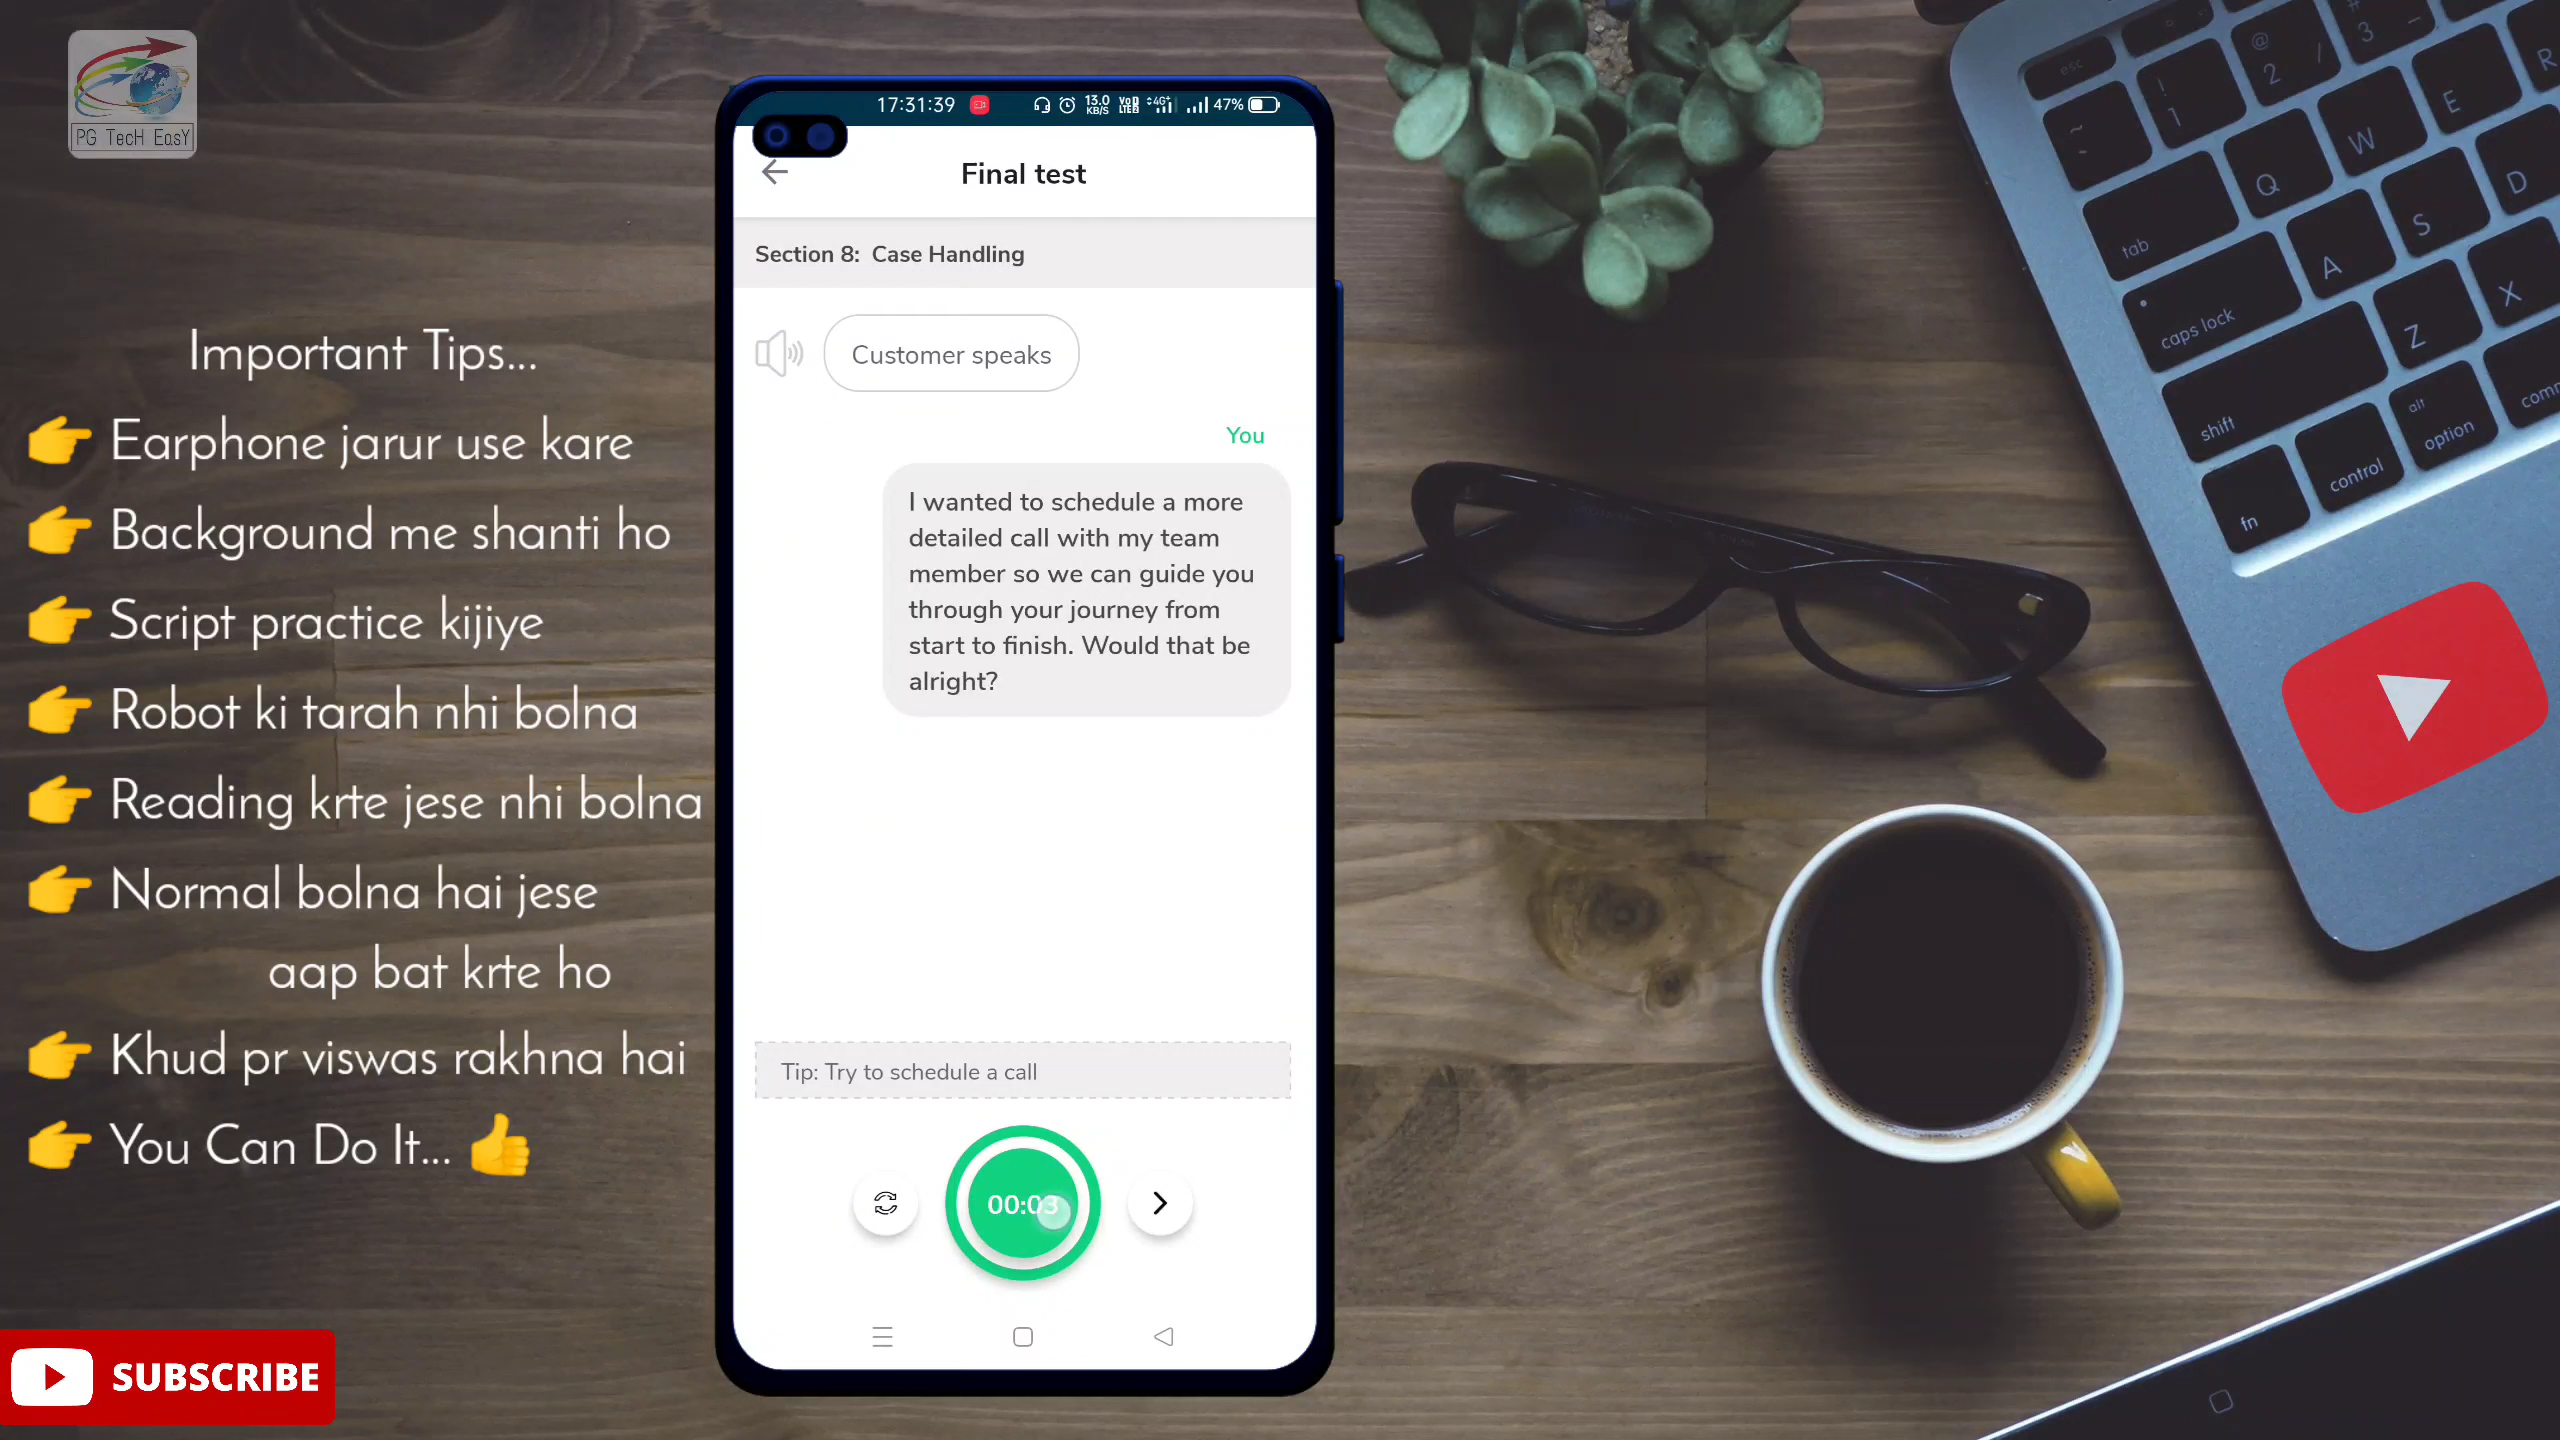 PG TecH EasY
Important Tips...
👉 Earphone jarur use kare
👉 Background me shanti ho
👉 Script practice kijiye
👉 Robot ki tarah nhi bolna
👉 Reading krte jese nhi bolna
👉 Normal bolna hai jese
aap bat krte ho
👉 Khud pr viswas rakhna hai
👉 You Can Do It... 👍
SUBSCRIBE
17:31:39
13.0 KB/S
4G+
47%
Final test
Section 8: Case Handling
Customer speaks
You
I wanted to schedule a more
detailed call with my team
member so we can guide you
through your journey from
start to finish. Would that be
alright?
Tip: Try to schedule a call
00:03
esc
! 1
@ 2
# 3
~
tab
Q
W
E
R
caps lock
A
S
D
shift
Z
X
fn
control
alt
option